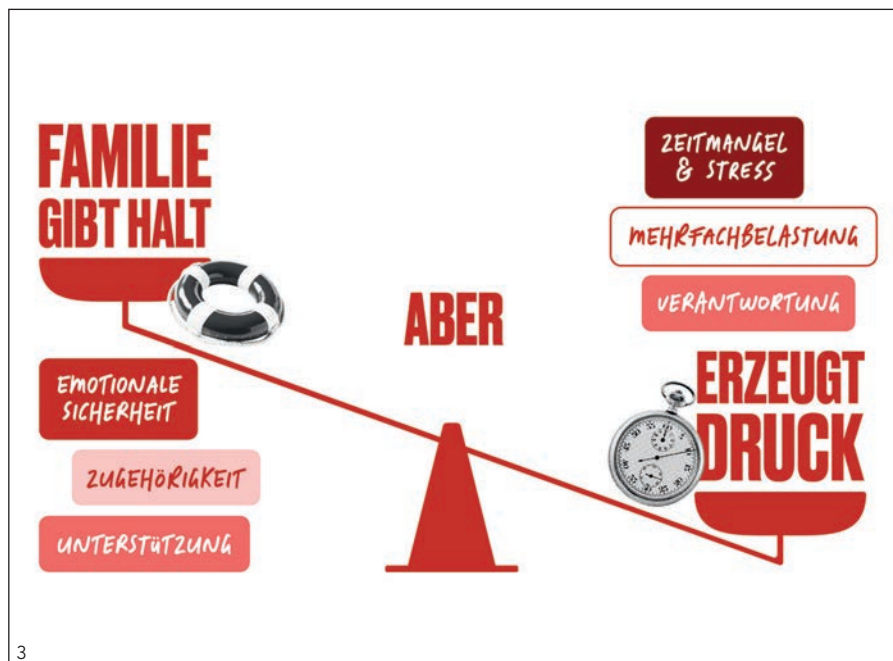 FAMILIE
GIBT HALT
EMOTIONALE
SICHERHEIT
ZUGEHÖRIGKEIT
UNTERSTÜTZUNG
ABER
ZEITMANGEL
& STRESS
MEHRFACHBELASTUNG
VERANTWORTUNG
ERZEUGT
DRUCK
3